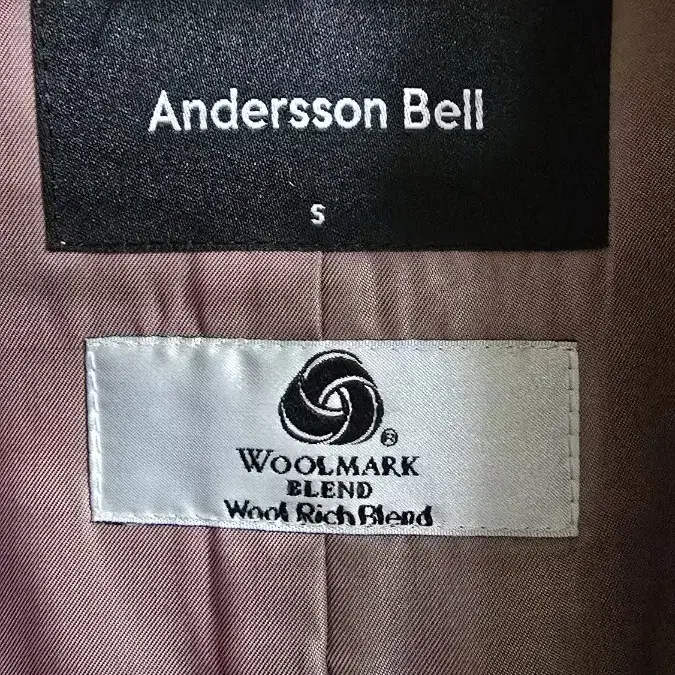 Andersson Bell
S
®
WOOLMARK
BLEND
Wool Rich Blend